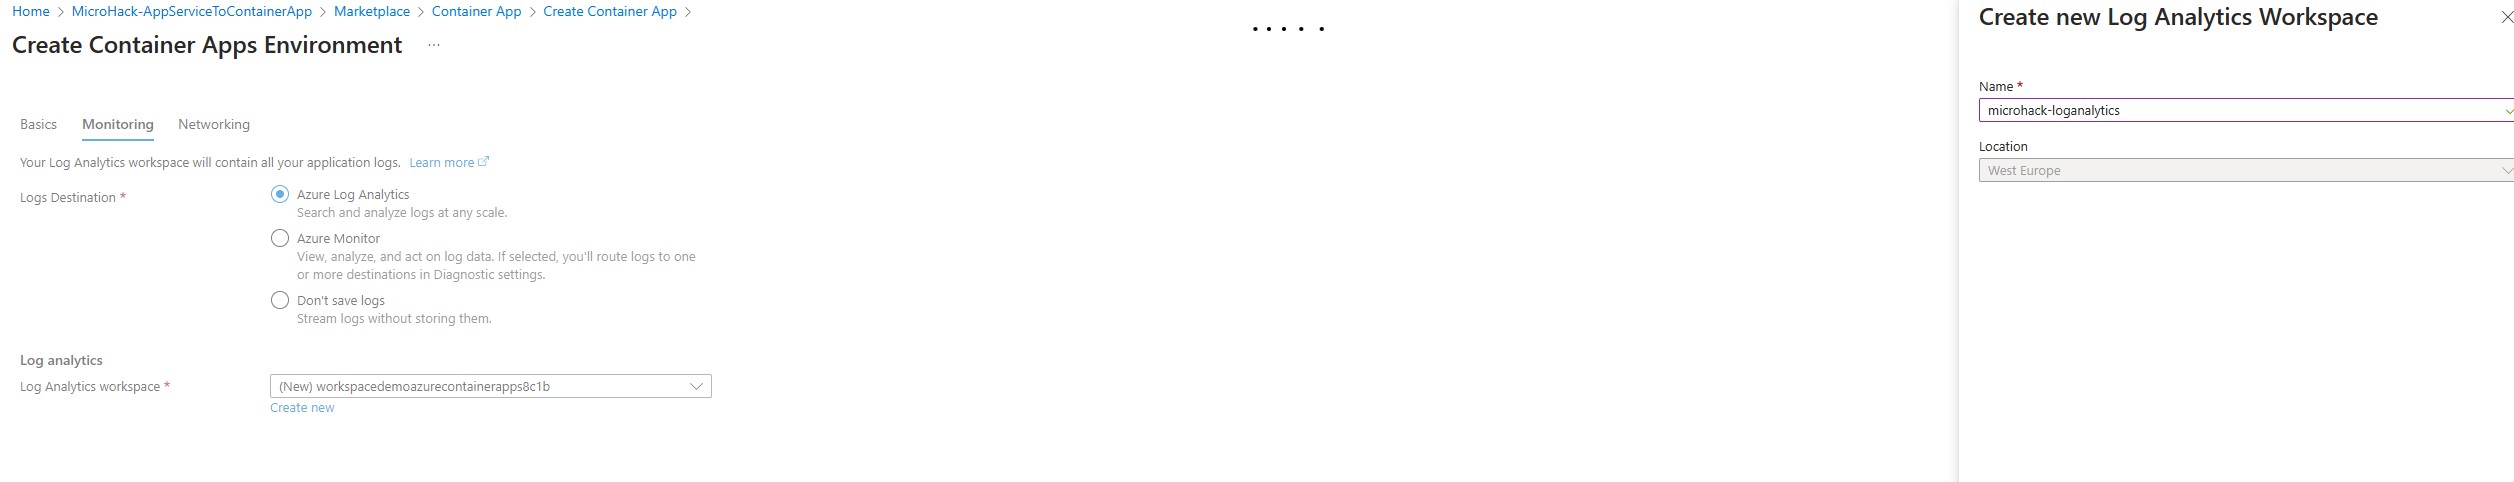 Home > MicroHack-AppServiceToContainerApp > Marketplace > Container App > Create Container App >
Create Container Apps Environment ...
Basics Monitoring Networking
Your Log Analytics workspace will contain all your application logs. Learn more
Logs Destination *
Azure Log Analytics
Search and analyze logs at any scale.
Azure Monitor
View, analyze, and act on log data. If selected, you'll route logs to one
or more destinations in Diagnostic settings.
Don't save logs
Stream logs without storing them.
Log analytics
Log Analytics workspace *
(New) workspacedemoazurecontainerapps8c1b
Create new
Create new Log Analytics Workspace
Name *
microhack-loganalytics
Location
West Europe